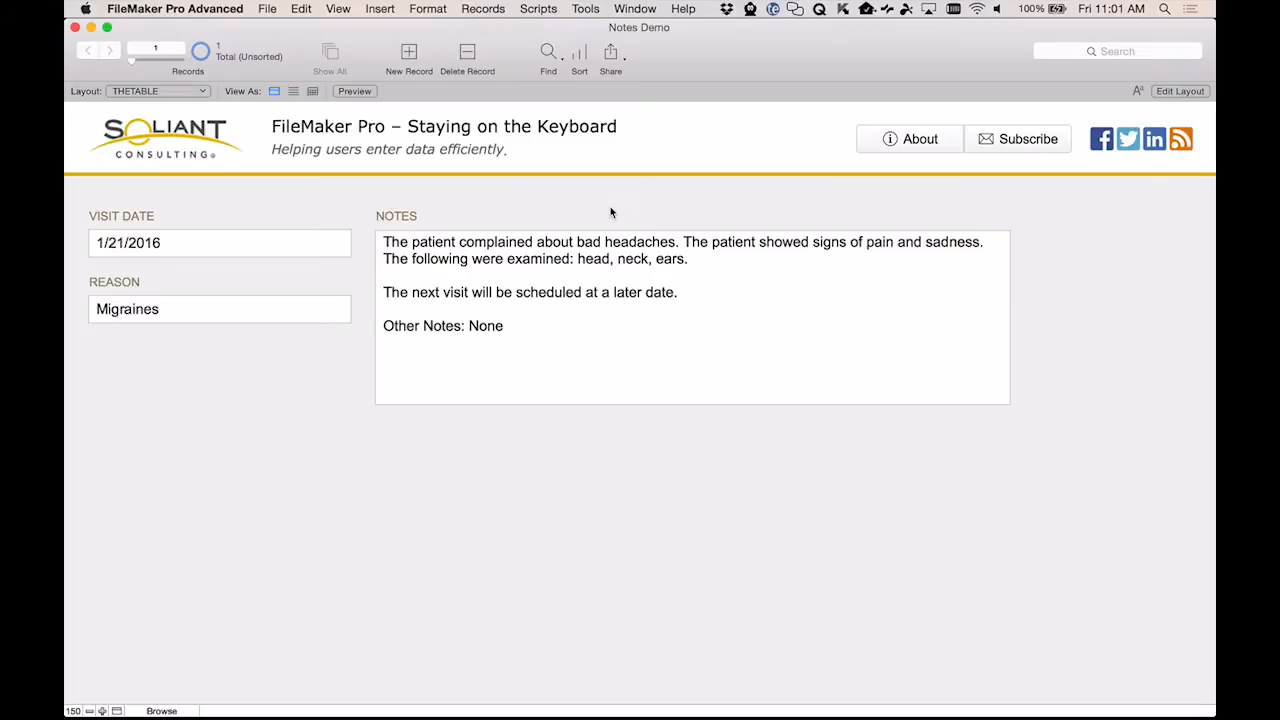 FileMaker Pro Advanced File Edit View Insert Format Records Scripts Tools Window Help 100% Fri 11:01 AM
Notes Demo
1
1
Total (Unsorted)
Records
Show All
New Record
Delete Record
Find
Sort
Share
Search
Layout: THETABLE View As: Preview Aa Edit Layout
SOLIANT
CONSULTING
FileMaker Pro – Staying on the Keyboard
Helping users enter data efficiently.
About
Subscribe
VISIT DATE
1/21/2016
REASON
Migraines
NOTES
The patient complained about bad headaches. The patient showed signs of pain and sadness.
The following were examined: head, neck, ears.
The next visit will be scheduled at a later date.
Other Notes: None
150 Browse